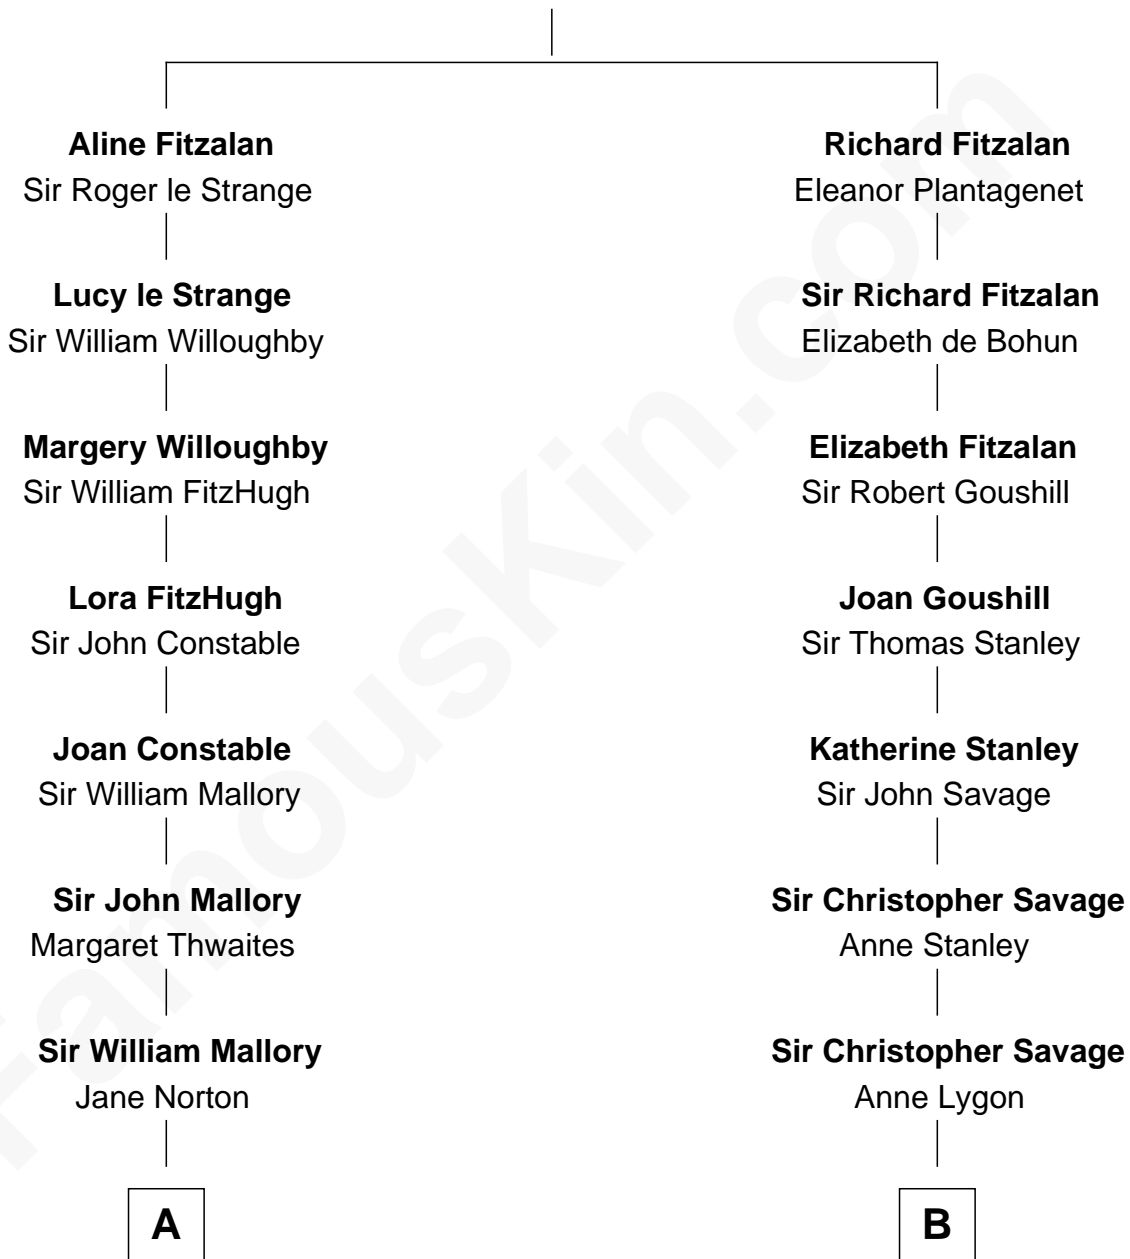 Aline Fitzalan
Sir Roger le Strange
Lucy le Strange
Sir William Willoughby
Margery Willoughby
Sir William FitzHugh
Lora FitzHugh
Sir John Constable
Joan Constable
Sir William Mallory
Sir John Mallory
Margaret Thwaites
Sir William Mallory
Jane Norton
A
Richard Fitzalan
Eleanor Plantagenet
Sir Richard Fitzalan
Elizabeth de Bohun
Elizabeth Fitzalan
Sir Robert Goushill
Joan Goushill
Sir Thomas Stanley
Katherine Stanley
Sir John Savage
Sir Christopher Savage
Anne Stanley
Sir Christopher Savage
Anne Lygon
B
FamousKin.com